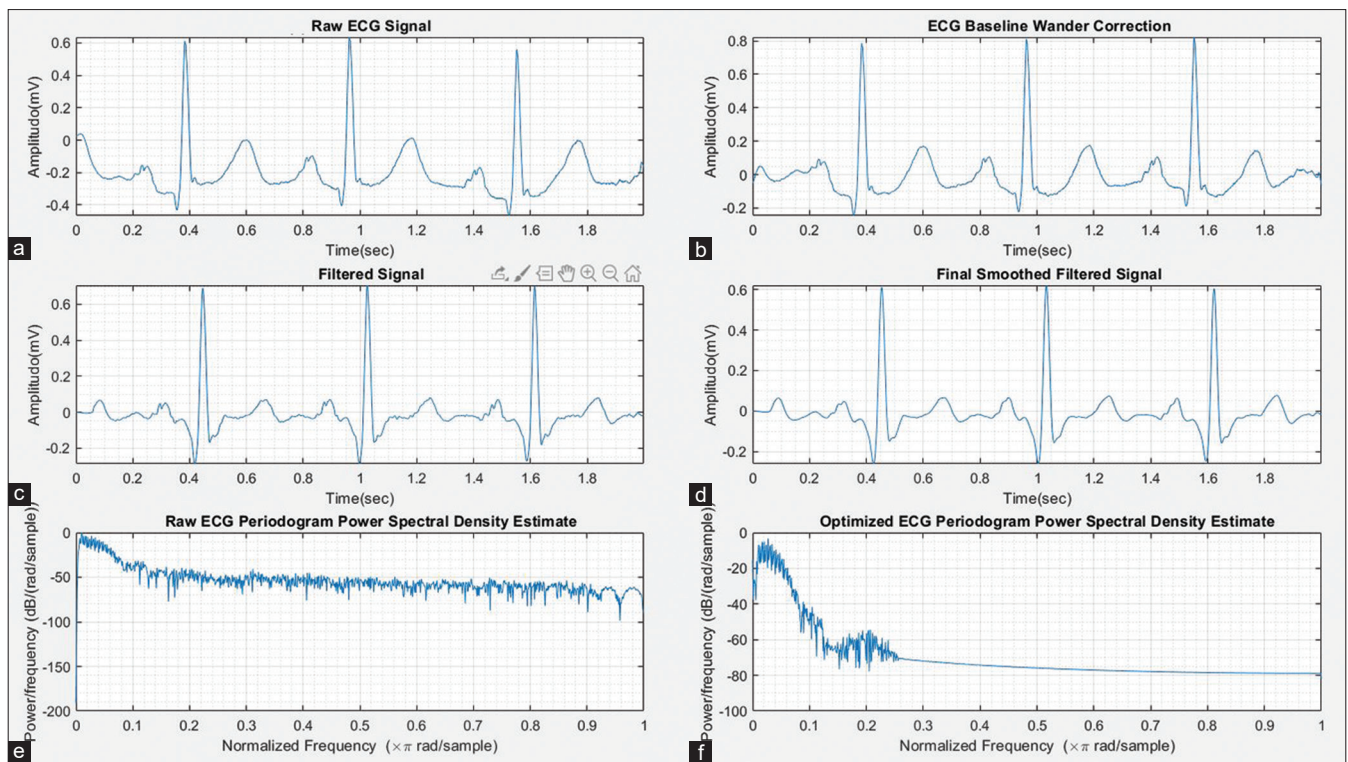 Raw ECG Signal
Amplitudo(mV)
0.6
0.4
0.2
0
-0.2
-0.4
0 0.2 0.4 0.6 0.8 1 1.2 1.4 1.6 1.8
Time(sec)
a
ECG Baseline Wander Correction
Amplitudo(mV)
0.8
0.6
0.4
0.2
0
-0.2
0 0.2 0.4 0.6 0.8 1 1.2 1.4 1.6 1.8
Time(sec)
b
Filtered Signal
Amplitudo(mV)
0.6
0.4
0.2
0
-0.2
0 0.2 0.4 0.6 0.8 1 1.2 1.4 1.6 1.8
Time(sec)
c
Final Smoothed Filtered Signal
Amplitudo(mV)
0.6
0.4
0.2
0
-0.2
0 0.2 0.4 0.6 0.8 1 1.2 1.4 1.6 1.8
Time(sec)
d
Raw ECG Periodogram Power Spectral Density Estimate
Power/frequency (dB/(rad/sample))
0
-50
-100
-150
-200
0 0.1 0.2 0.3 0.4 0.5 0.6 0.7 0.8 0.9 1
Normalized Frequency (×π rad/sample)
e
Optimized ECG Periodogram Power Spectral Density Estimate
Power/frequency (dB/(rad/sample))
0
-20
-40
-60
-80
-100
0 0.1 0.2 0.3 0.4 0.5 0.6 0.7 0.8 0.9 1
Normalized Frequency (×π rad/sample)
f